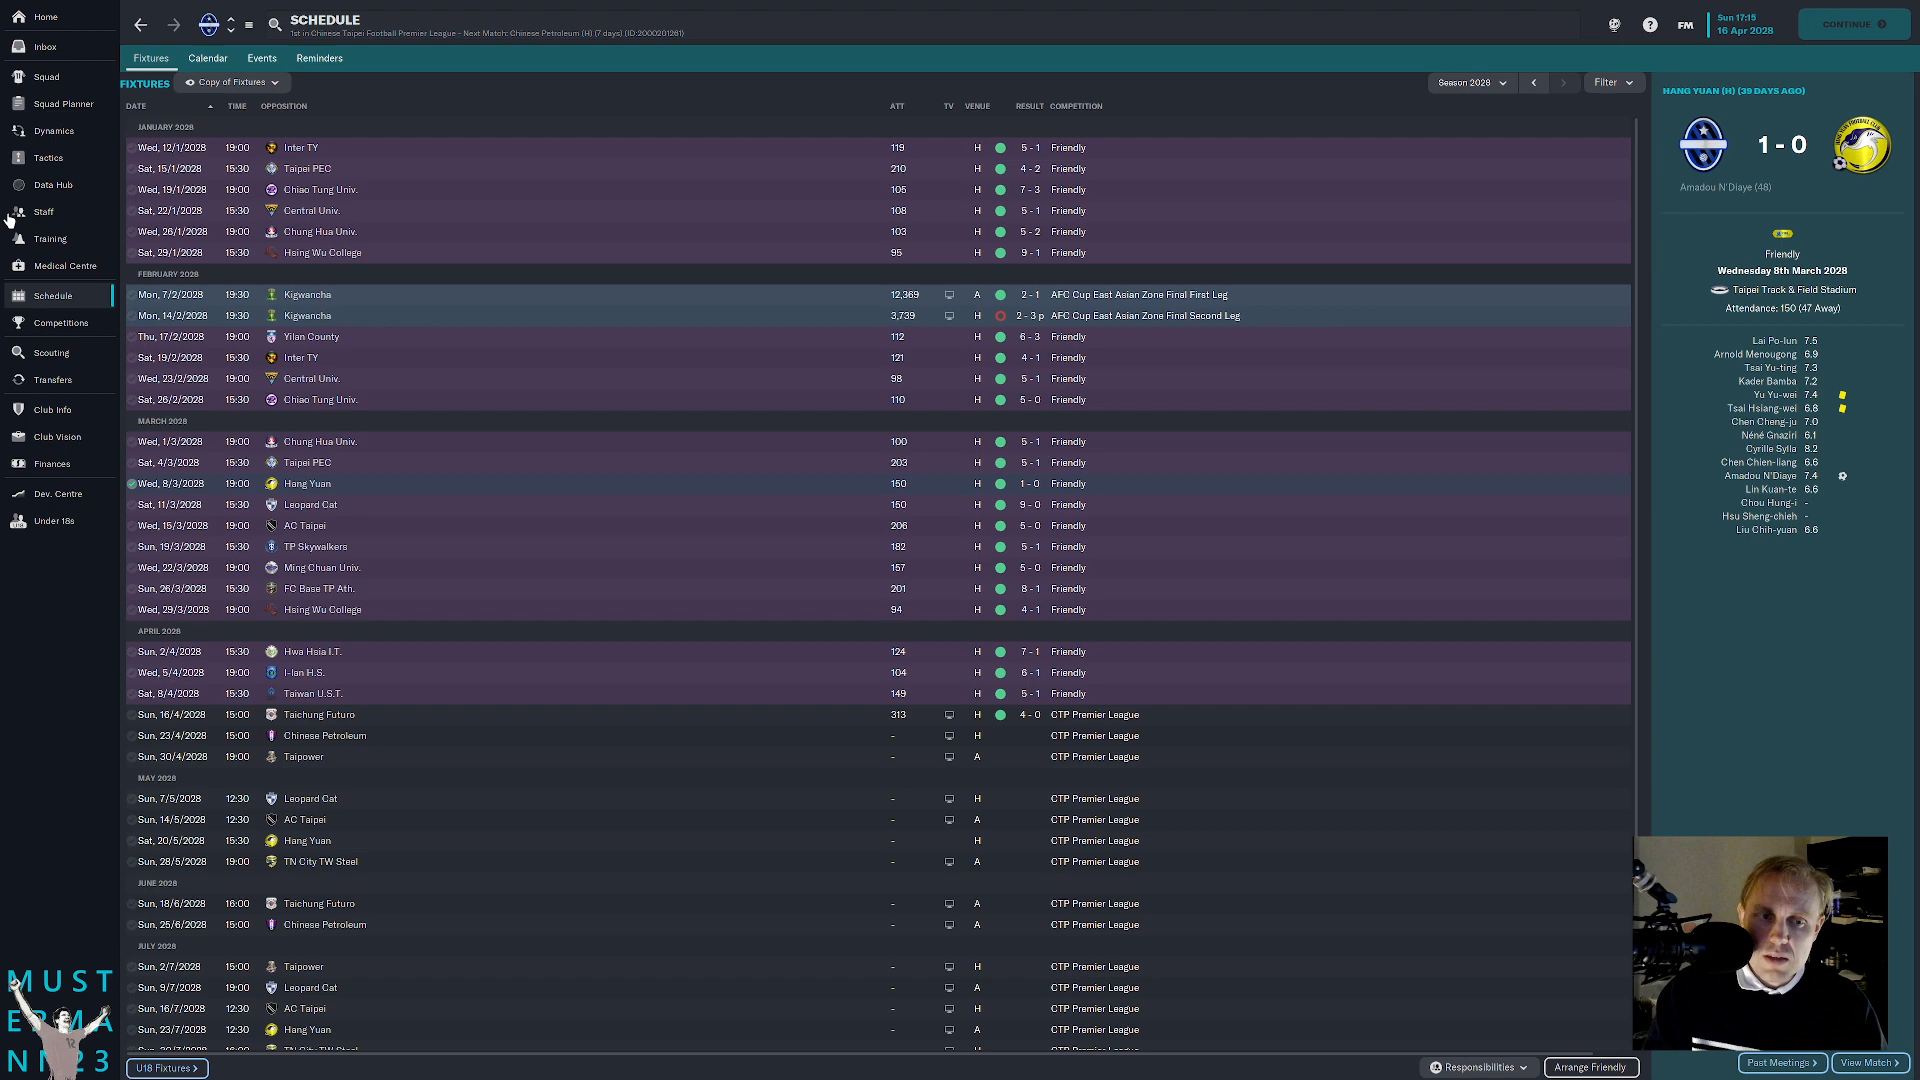 Home
Inbox
Squad
Squad Planner
Dynamics
Tactics
Data Hub
Staff
Training
Medical Centre
Schedule
Competitions
Scouting
Transfers
Club Info
Club Vision
Finances
Dev. Centre
Under 18s
MUST
ERMA
NN23
SCHEDULE
1st in Chinese Taipei Football Premier League - Next Match: Chinese Petroleum (H) (7 days) (ID:2000201261)
FM
Sun 17:15
16 Apr 2028
CONTINUE
Fixtures Calendar Events Reminders
FIXTURES Copy of Fixtures Season 2028 Filter
DATE TIME OPPOSITION ATT TV VENUE RESULT COMPETITION
JANUARY 2028
Wed, 12/1/2028 19:00 Inter TY 119 H 5 - 1 Friendly
Sat, 15/1/2028 15:30 Taipei PEC 210 H 4 - 2 Friendly
Wed, 19/1/2028 19:00 Chiao Tung Univ. 105 H 7 - 3 Friendly
Sat, 22/1/2028 15:30 Central Univ. 108 H 5 - 1 Friendly
Wed, 26/1/2028 19:00 Chung Hua Univ. 103 H 5 - 2 Friendly
Sat, 29/1/2028 15:30 Hsing Wu College 95 H 9 - 1 Friendly
FEBRUARY 2028
Mon, 7/2/2028 19:30 Kigwancha 12,369 A 2 - 1 AFC Cup East Asian Zone Final First Leg
Mon, 14/2/2028 19:30 Kigwancha 3,739 H 2 - 3 p AFC Cup East Asian Zone Final Second Leg
Thu, 17/2/2028 19:00 Yilan County 112 H 6 - 3 Friendly
Sat, 19/2/2028 15:30 Inter TY 121 H 4 - 1 Friendly
Wed, 23/2/2028 19:00 Central Univ. 98 H 5 - 1 Friendly
Sat, 26/2/2028 15:30 Chiao Tung Univ. 110 H 5 - 0 Friendly
MARCH 2028
Wed, 1/3/2028 19:00 Chung Hua Univ. 100 H 5 - 1 Friendly
Sat, 4/3/2028 15:30 Taipei PEC 203 H 5 - 1 Friendly
Wed, 8/3/2028 19:00 Hang Yuan 150 H 1 - 0 Friendly
Sat, 11/3/2028 15:30 Leopard Cat 150 H 9 - 0 Friendly
Wed, 15/3/2028 19:00 AC Taipei 206 H 5 - 0 Friendly
Sun, 19/3/2028 15:30 TP Skywalkers 182 H 5 - 1 Friendly
Wed, 22/3/2028 19:00 Ming Chuan Univ. 157 H 5 - 0 Friendly
Sun, 26/3/2028 15:30 FC Base TP Ath. 201 H 8 - 1 Friendly
Wed, 29/3/2028 19:00 Hsing Wu College 94 H 4 - 1 Friendly
APRIL 2028
Sun, 2/4/2028 15:30 Hwa Hsia I.T. 124 H 7 - 1 Friendly
Wed, 5/4/2028 19:00 I-lan H.S. 104 H 6 - 1 Friendly
Sat, 8/4/2028 15:30 Taiwan U.S.T. 149 H 5 - 1 Friendly
Sun, 16/4/2028 15:00 Taichung Futuro 313 H 4 - 0 CTP Premier League
Sun, 23/4/2028 15:00 Chinese Petroleum - H CTP Premier League
Sun, 30/4/2028 19:00 Taipower - A CTP Premier League
MAY 2028
Sun, 7/5/2028 12:30 Leopard Cat - H CTP Premier League
Sun, 14/5/2028 12:30 AC Taipei - A CTP Premier League
Sat, 20/5/2028 15:30 Hang Yuan - H CTP Premier League
Sun, 28/5/2028 19:00 TN City TW Steel - A CTP Premier League
JUNE 2028
Sun, 18/6/2028 16:00 Taichung Futuro - A CTP Premier League
Sun, 25/6/2028 15:00 Chinese Petroleum - A CTP Premier League
JULY 2028
Sun, 2/7/2028 15:00 Taipower - H CTP Premier League
Sun, 9/7/2028 19:00 Leopard Cat - A CTP Premier League
Sun, 16/7/2028 12:30 AC Taipei - H CTP Premier League
Sun, 23/7/2028 12:30 Hang Yuan - A CTP Premier League
U18 Fixtures
Responsibilities
Arrange Friendly
HANG YUAN (H) (39 DAYS AGO)
1 - 0
Amadou N'Diaye (48)
Friendly
Wednesday 8th March 2028
Taipei Track & Field Stadium
Attendance: 150 (47 Away)
Lai Po-lun 7.5
Arnold Menougong 6.9
Tsai Yu-ting 7.3
Kader Bamba 7.2
Yu Yu-wei 7.4
Tsai Hsiang-wei 6.8
Chen Cheng-ju 7.0
Néné Gnaziri 6.1
Cyrille Sylla 8.2
Chen Chien-liang 6.6
Amadou N'Diaye 7.4
Lin Kuan-te 6.6
Chou Hung-i -
Hsu Sheng-chieh -
Liu Chih-yuan 6.6
Past Meetings
View Match